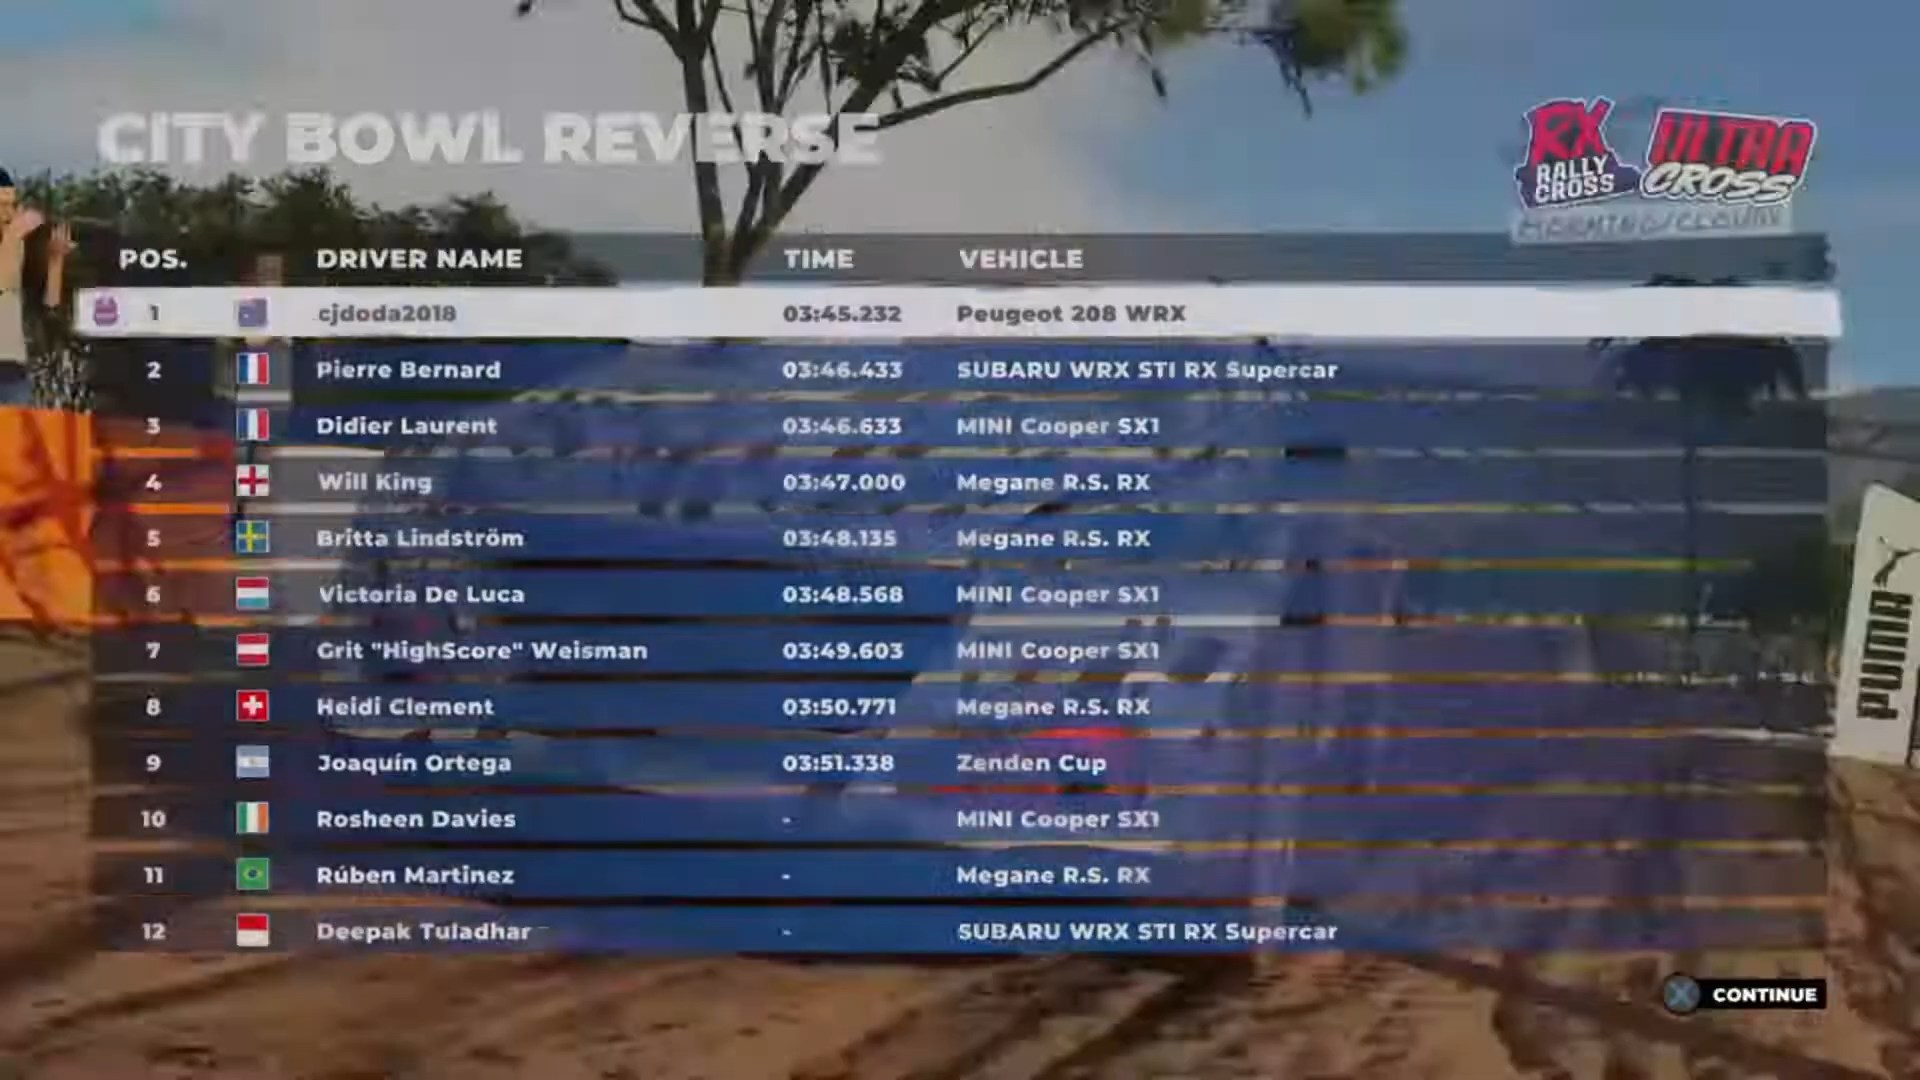 CITY BOWL REVERSE
RX RALLY CROSS ULTRA CROSS
MORNING/CLOUDY
POS. DRIVER NAME TIME VEHICLE
1 cjdoda2018 03:45.232 Peugeot 208 WRX
2 Pierre Bernard 03:46.433 SUBARU WRX STI RX Supercar
3 Didier Laurent 03:46.633 MINI Cooper SX1
4 Will King 03:47.000 Megane R.S. RX
5 Britta Lindström 03:48.135 Megane R.S. RX
6 Victoria De Luca 03:48.568 MINI Cooper SX1
7 Grit "HighScore" Weisman 03:49.603 MINI Cooper SX1
8 Heidi Clement 03:50.771 Megane R.S. RX
9 Joaquín Ortega 03:51.338 Zenden Cup
10 Rosheen Davies - MINI Cooper SX1
11 Rúben Martinez - Megane R.S. RX
12 Deepak Tuladhar - SUBARU WRX STI RX Supercar
PUMA
X CONTINUE